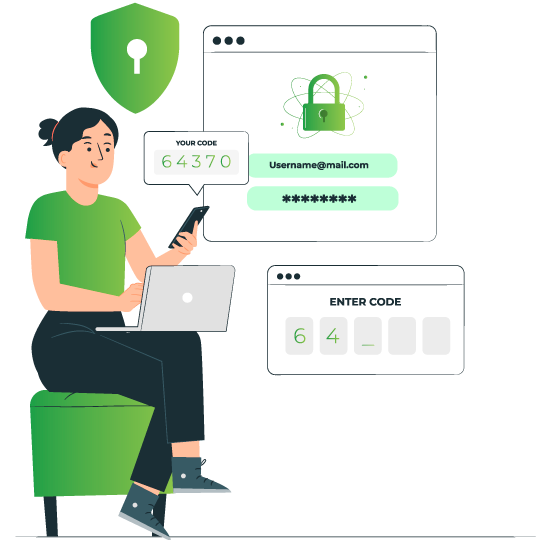 YOUR CODE
64370
Username@mail.com
********
ENTER CODE
6 4 _